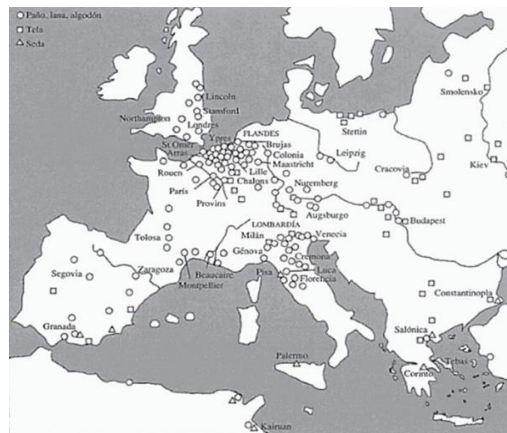 Paño, lana, algodón
Tela
Seda
Lincoln
Stamford
Northampton
Londres
Smolensko
Stettin
Kiev
Ypres
FLANDES
Brujas
St Omer
Arras
Colonia
Maastricht
Leipzig
Rouen
Lille
Cracovia
París
Chalons
Nuremberg
Provins
Augsburgo
Budapest
LOMBARDÍA
Milán
Venecia
Tolosa
Génova
Cremona
Zaragoza
Beaucaire
Montpellier
Pisa
Luca
Florencia
Segovia
Constantinopla
Granada
Salónica
Palermo
Tebas
Corinto
Kairuan